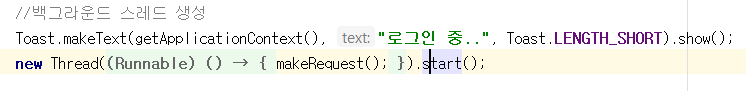 //백그라운드 스레드 생성
Toast.makeText(getApplicationContext(), text: "로그인 중..", Toast.LENGTH_SHORT).show();
new Thread((Runnable) () → { makeRequest(); }).start();